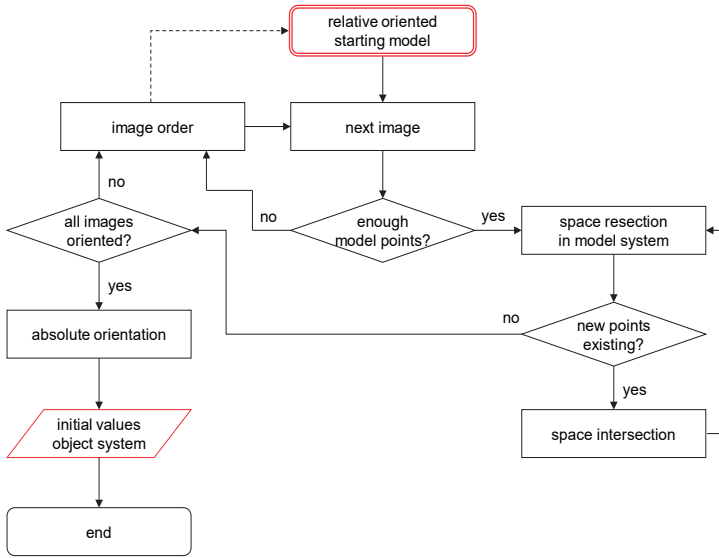 relative oriented
starting model
image order
next image
no
all images
oriented?
no
enough
model points?
yes
space resection
in model system
yes
absolute orientation
no
new points
existing?
yes
initial values
object system
space intersection
end